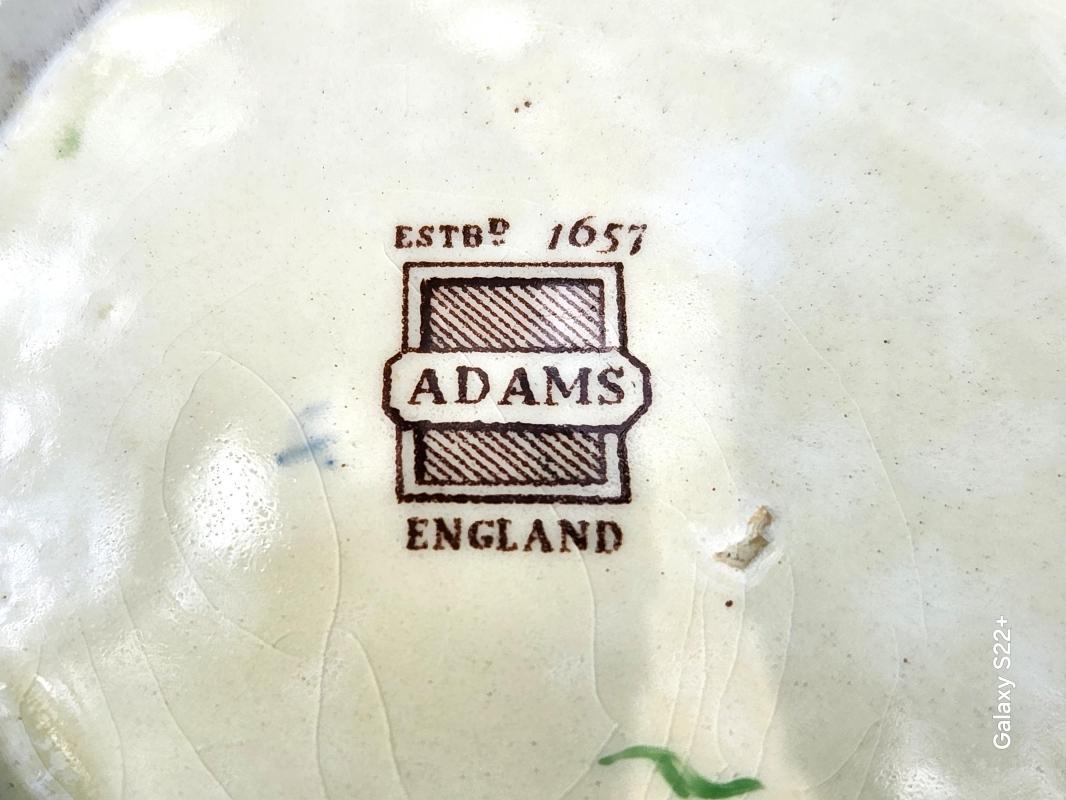 ESTBD 1657
ADAMS
ENGLAND
Galaxy S22+